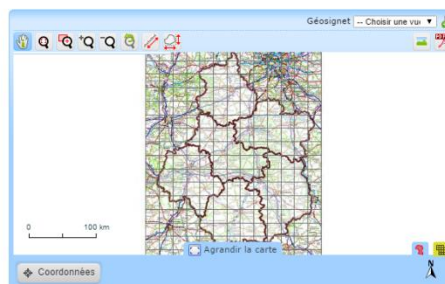 Géosignet -- Choisir une vue
0 100 km
Agrandir la carte
Coordonnées
N